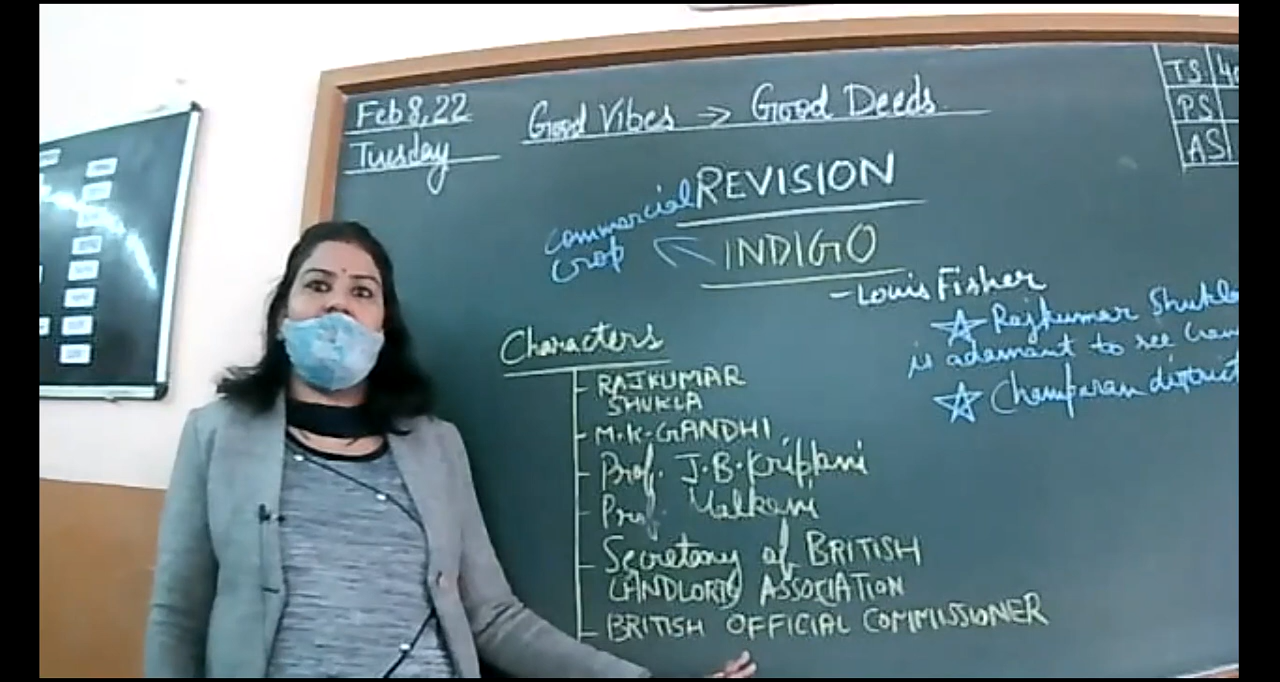 Feb 8, 22
Tuesday
Good Vibes → Good Deeds
TS 40
PS
AS
REVISION
commercial
crop
INDIGO
- Louis Fisher
☆ Rajkumar Shukla
is adamant to see
☆ Champaran district
Characters
- RAJKUMAR
SHUKLA
- M.K.GANDHI
- Prof. J.B.Kripplani
- Prof. Malkani
- Secretary of BRITISH
LANDLORDS ASSOCIATION
- BRITISH OFFICIAL COMMISSIONER